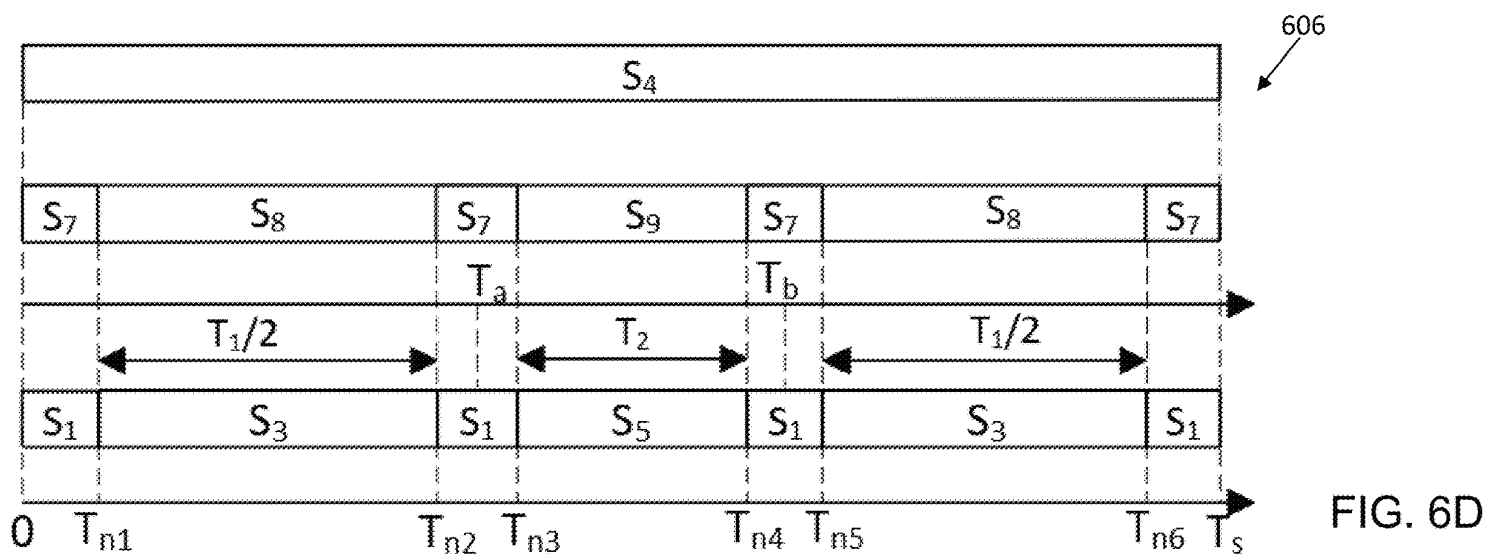 606
S₄
S₇ S₈ S₇ S₉ S₇ S₈ S₇
Tₐ T_b
T₁/2 T₂ T₁/2
S₁ S₃ S₁ S₅ S₁ S₃ S₁
0 Tₙ₁ Tₙ₂ Tₙ₃ Tₙ₄ Tₙ₅ Tₙ₆ Tₛ
FIG. 6D